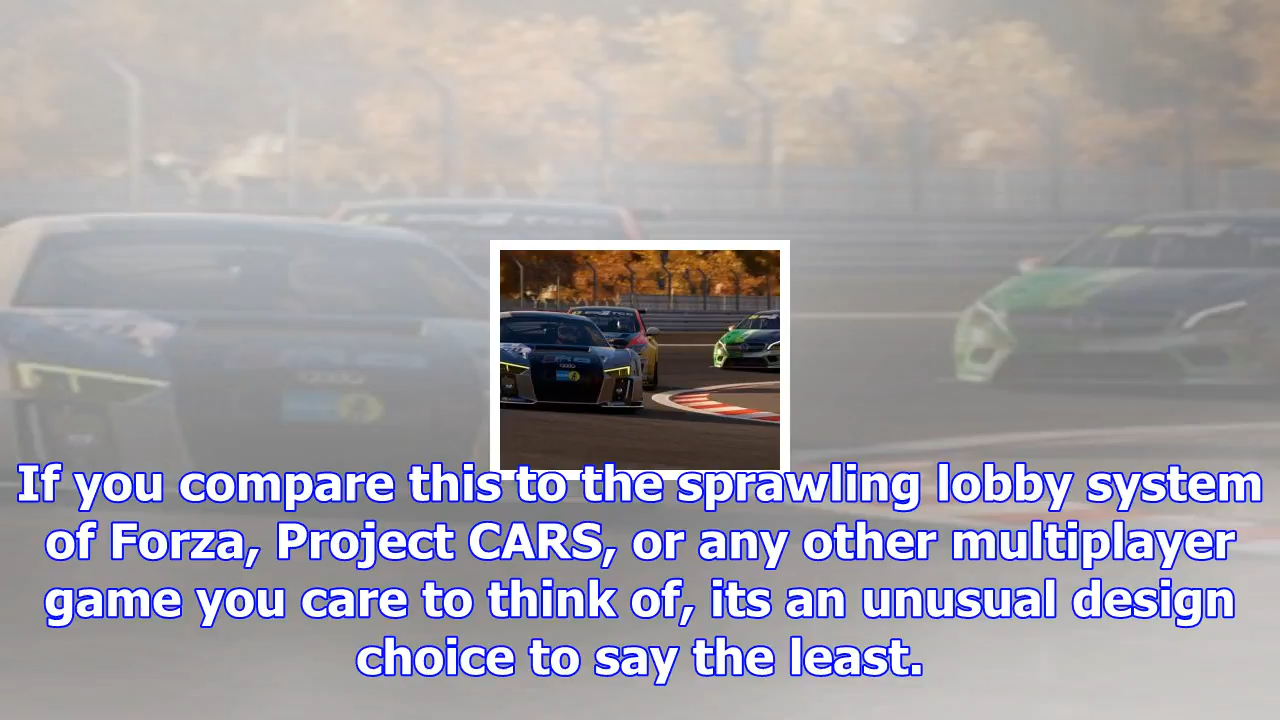 If you compare this to the sprawling lobby system
of Forza, Project CARS, or any other multiplayer
game you care to think of, its an unusual design
choice to say the least.